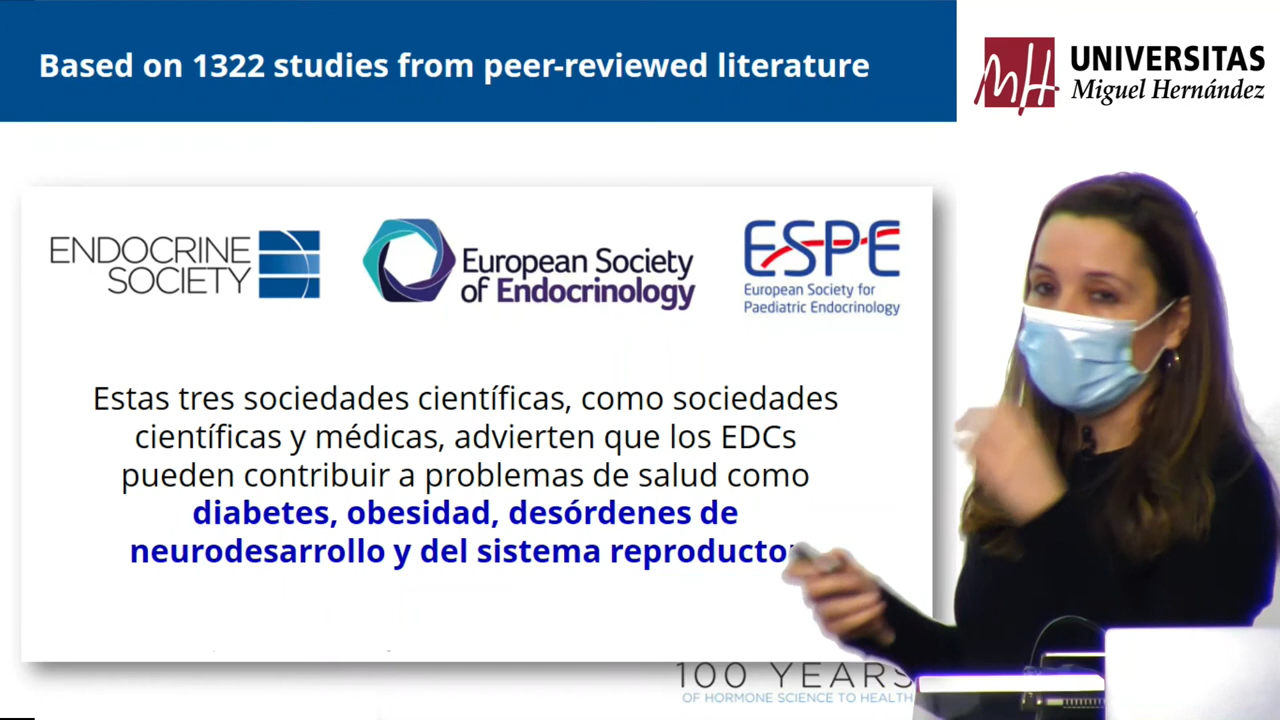 Based on 1322 studies from peer-reviewed literature
UNIVERSITAS
Miguel Hernández
ENDOCRINE
SOCIETY
European Society
of Endocrinology
ESPE
European Society for
Paediatric Endocrinology
Estas tres sociedades científicas, como sociedades
científicas y médicas, advierten que los EDCs
pueden contribuir a problemas de salud como
diabetes, obesidad, desórdenes de
neurodesarrollo y del sistema reproductor
100 YEARS
OF HORMONE SCIENCE TO HEALTH